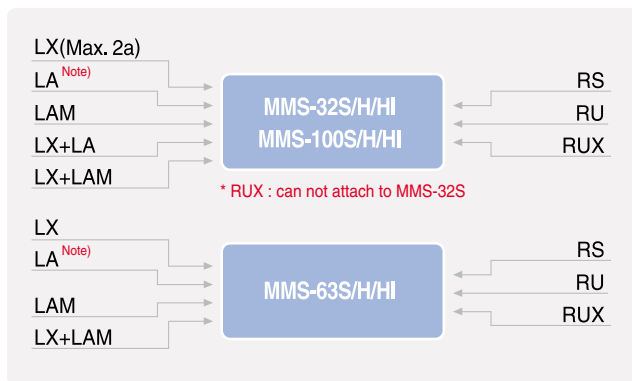 LX(Max. 2a)
LA Note)
LAM
LX+LA
LX+LAM
MMS-32S/H/HI
MMS-100S/H/HI
RS
RU
RUX
* RUX : can not attach to MMS-32S
LX
LA Note)
LAM
LX+LAM
MMS-63S/H/HI
RS
RU
RUX